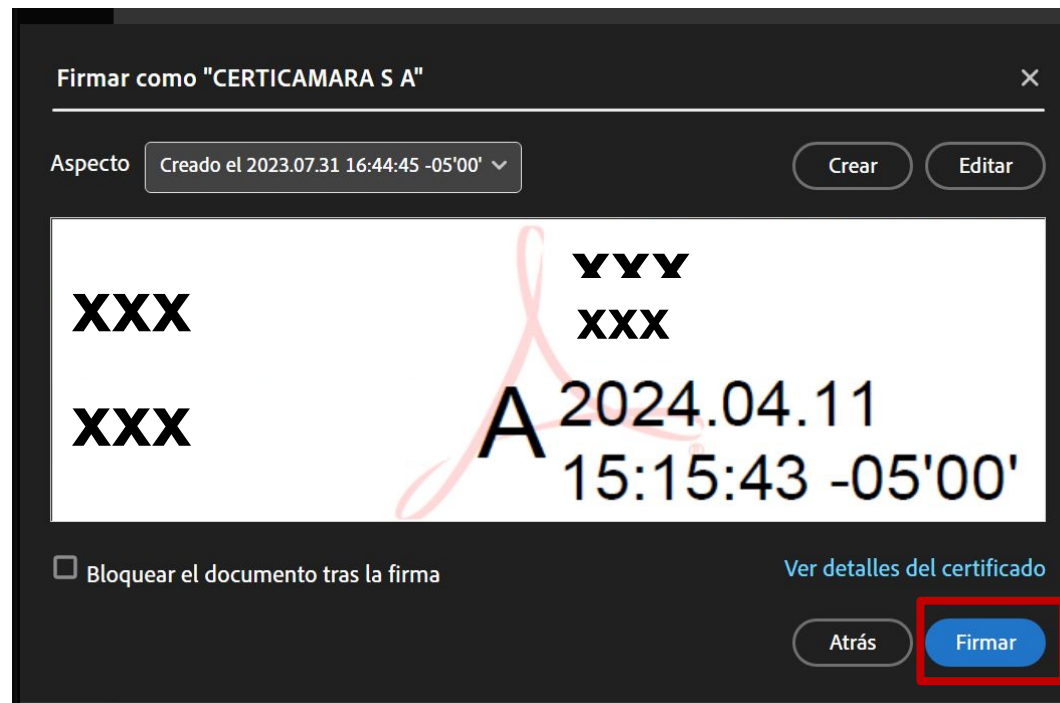 Firmar como "CERTICAMARA S A"
Aspecto Creado el 2023.07.31 16:44:45 -05'00' Crear Editar
xxx
xxx
xxx
xxx
A
2024.04.11
15:15:43 -05'00'
Bloquear el documento tras la firma
Ver detalles del certificado
Atrás Firmar